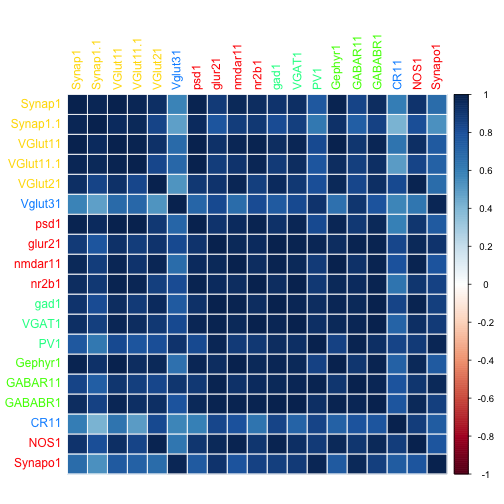 Synap1
Synap1.1
VGlut11
VGlut11.1
VGlut21
Vglut31
psd1
glur21
nmdar11
nr2b1
gad1
VGAT1
PV1
Gephyr1
GABAR11
GABABR1
CR11
NOS1
Synapo1
Synap1
Synap1.1
VGlut11
VGlut11.1
VGlut21
Vglut31
psd1
glur21
nmdar11
nr2b1
gad1
VGAT1
PV1
Gephyr1
GABAR11
GABABR1
CR11
NOS1
Synapo1
1
0.8
0.6
0.4
0.2
0
-0.2
-0.4
-0.6
-0.8
-1